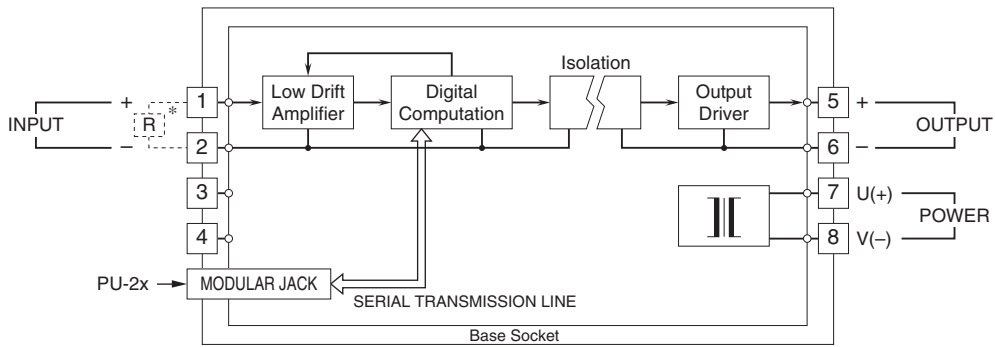 Isolation
Low Drift
Amplifier
Digital
Computation
Output
Driver
INPUT
+
–
R
*
1
2
3
4
5
+
6
–
OUTPUT
7
U(+)
8
V(–)
POWER
PU-2x
MODULAR JACK
SERIAL TRANSMISSION LINE
Base Socket